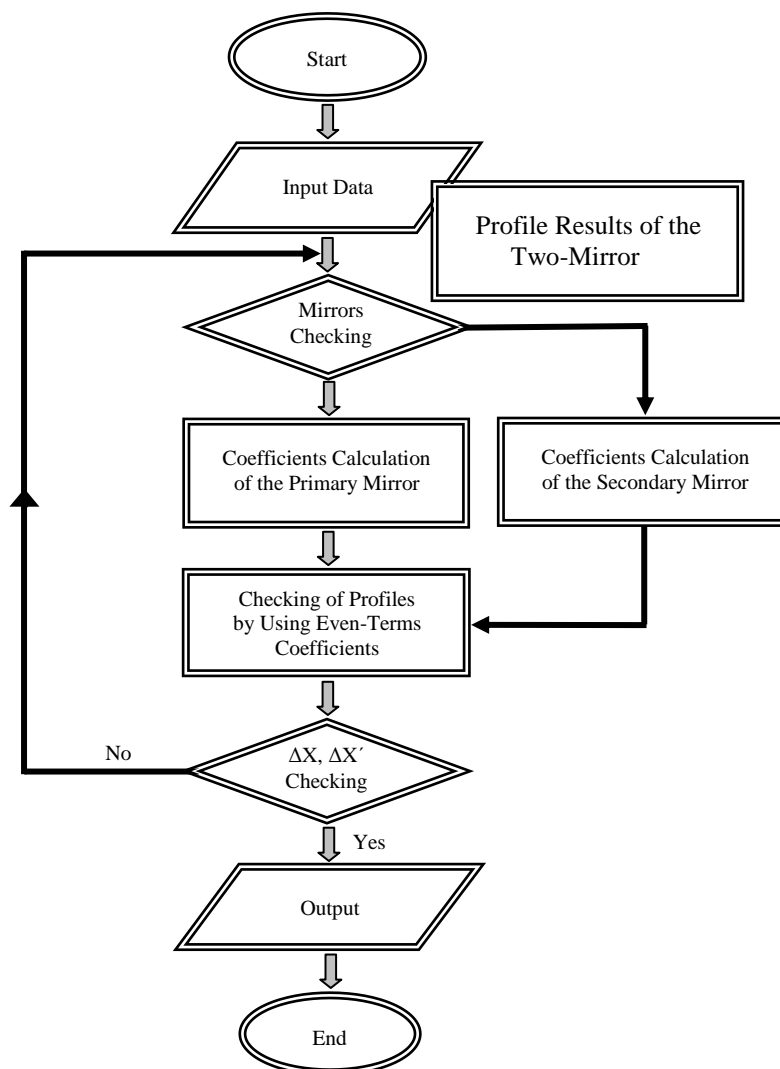 Start
Input Data
Profile Results of the
Two-Mirror
Mirrors
Checking
Coefficients Calculation
of the Primary Mirror
Coefficients Calculation
of the Secondary Mirror
Checking of Profiles
by Using Even-Terms
Coefficients
No
ΔX, ΔX´
Checking
Yes
Output
End